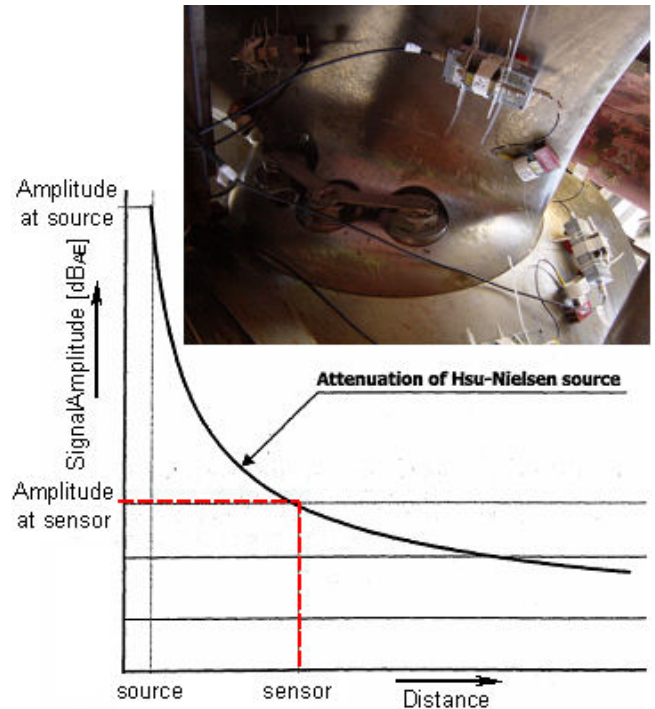 Amplitude
at source
SignalAmplitude [dBAE]
Attenuation of Hsu-Nielsen source
Amplitude
at sensor
source
sensor
Distance